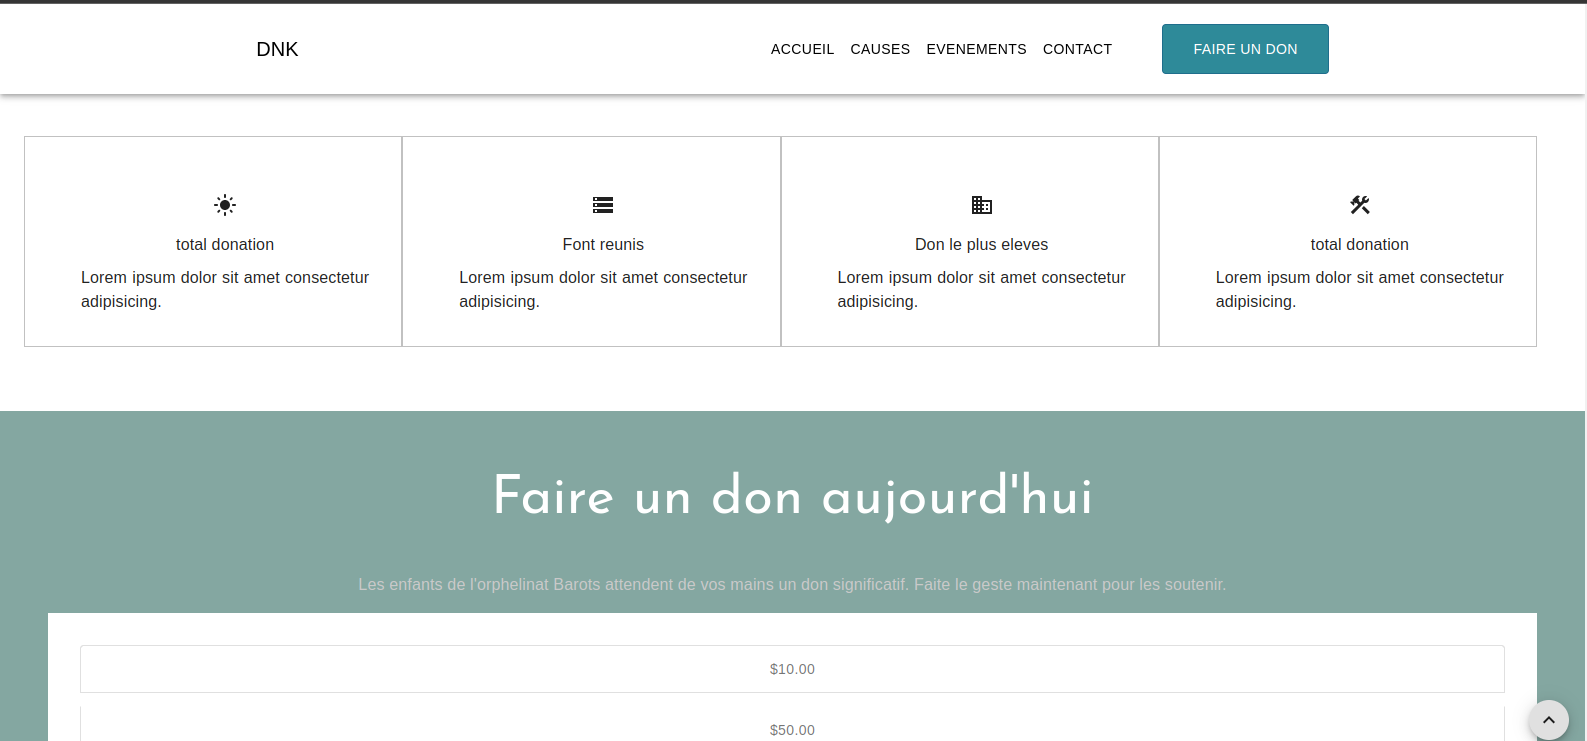 DNK
ACCUEIL CAUSES EVENEMENTS CONTACT FAIRE UN DON
total donation
Lorem ipsum dolor sit amet consectetur
adipisicing.
Font reunis
Lorem ipsum dolor sit amet consectetur
adipisicing.
Don le plus eleves
Lorem ipsum dolor sit amet consectetur
adipisicing.
total donation
Lorem ipsum dolor sit amet consectetur
adipisicing.
Faire un don aujourd'hui
Les enfants de l'orphelinat Barots attendent de vos mains un don significatif. Faite le geste maintenant pour les soutenir.
$10.00
$50.00